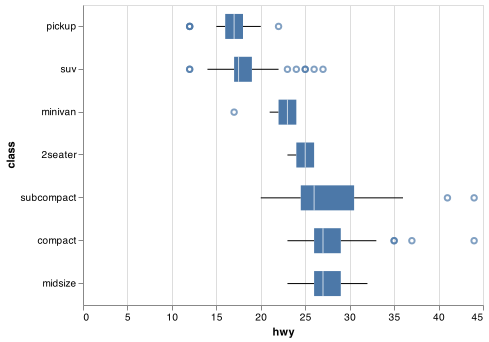 pickup
suv
minivan
2seater
subcompact
compact
midsize
class
0 5 10 15 20 25 30 35 40 45
hwy